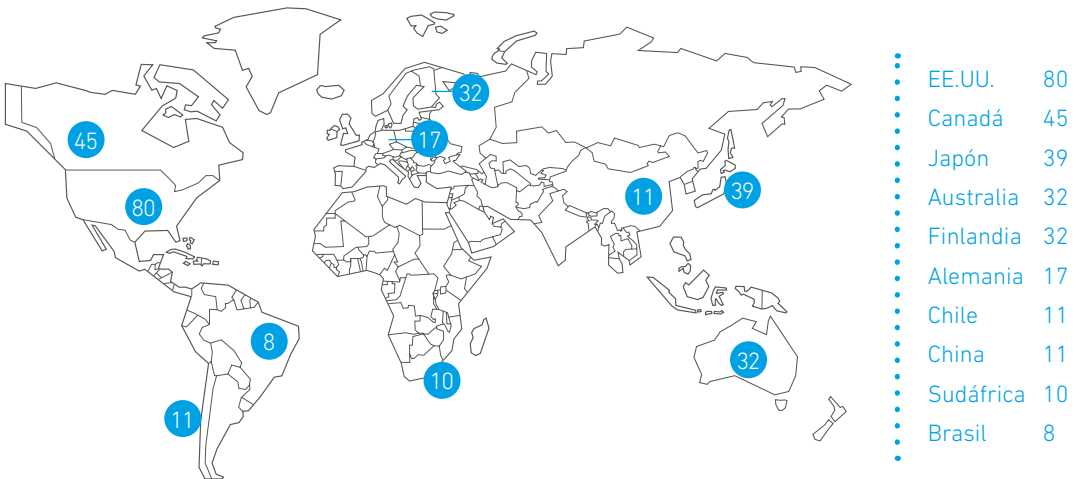 32
45
17
80
11
39
8
32
10
11
EE.UU. 80
Canadá 45
Japón 39
Australia 32
Finlandia 32
Alemania 17
Chile 11
China 11
Sudáfrica 10
Brasil 8